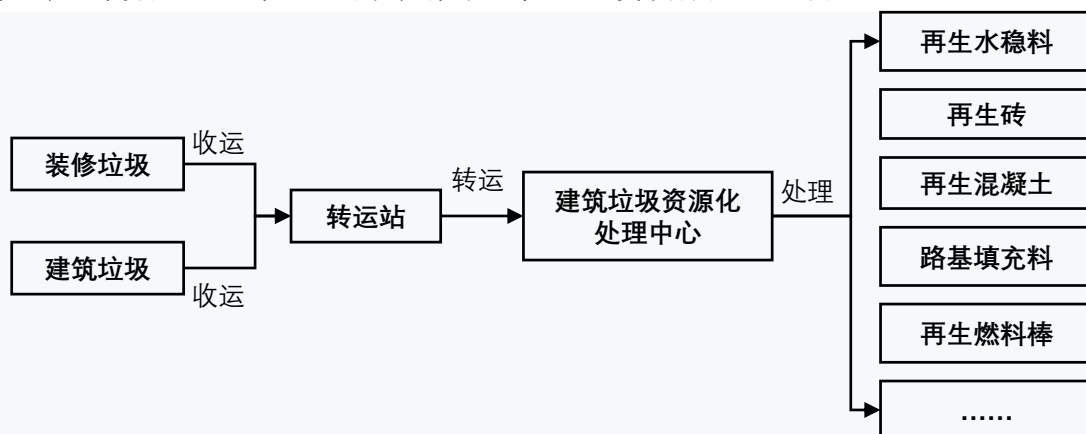 装修垃圾
收运
建筑垃圾
收运
转运站
转运
建筑垃圾资源化
处理中心
处理
再生水稳料
再生砖
再生混凝土
路基填充料
再生燃料棒
......